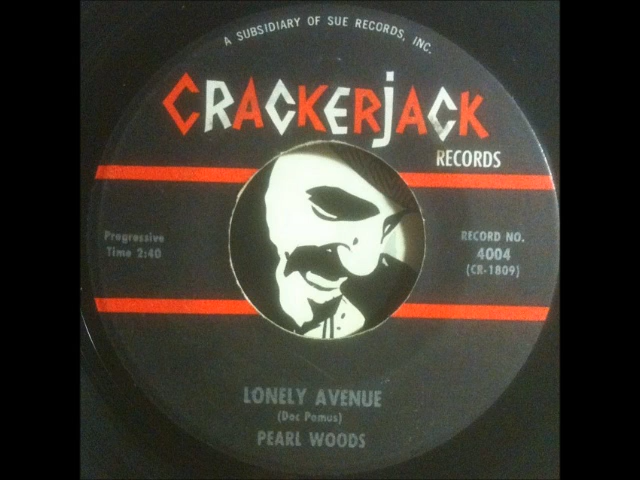 A SUBSIDIARY OF SUE RECORDS, INC.
CRACKERJACK
RECORDS
Progressive
Time 2:40
RECORD NO.
4004
(CR-1809)
LONELY AVENUE
(Doc Pomus)
PEARL WOODS